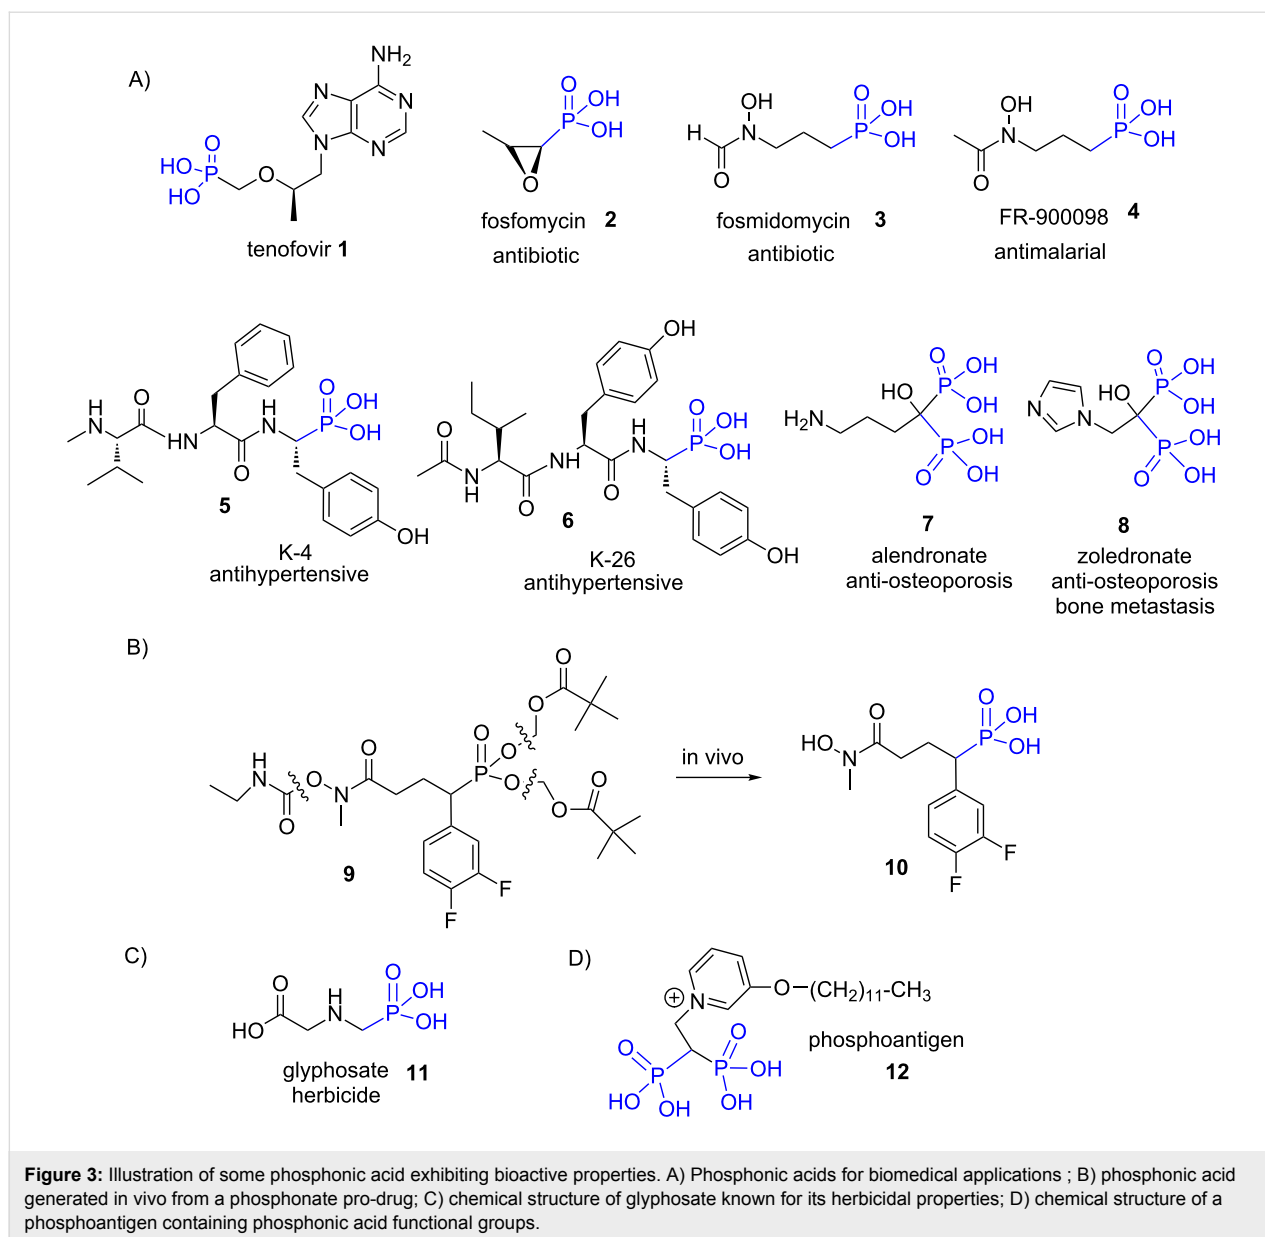 A)
NH2
N
N
N
N
O
HO
P
HO
O
tenofovir 1
O
OH
P
OH
O
fosfomycin 2
antibiotic
OH
H
N
O
O
OH
P
OH
fosmidomycin 3
antibiotic
OH
N
O
O
OH
P
OH
FR-900098 4
antimalarial
H
N
O
HN
O
H
N
O
OH
P
OH
OH
5
K-4
antihypertensive
O
N
H
O
NH
O
H
N
OH
O
OH
P
OH
OH
6
K-26
antihypertensive
H2N
HO
O
OH
P
OH
P
OH
O
OH
7
alendronate
anti-osteoporosis
N
N
HO
O
OH
P
OH
P
OH
O
OH
8
zoledronate
anti-osteoporosis
bone metastasis
B)
H
N
O
O
N
O
O
P
O
O
O
O
O
O
F
F
9
in vivo
HO
N
O
O
OH
P
OH
F
F
10
C)
O
HO
H
N
O
OH
P
OH
glyphosate 11
herbicide
D)
+
N
O—(CH2)11-CH3
O
P
HO
OH
O
P
OH
OH
phosphoantigen
12
Figure 3: Illustration of some phosphonic acid exhibiting bioactive properties. A) Phosphonic acids for biomedical applications ; B) phosphonic acid
generated in vivo from a phosphonate pro-drug; C) chemical structure of glyphosate known for its herbicidal properties; D) chemical structure of a
phosphoantigen containing phosphonic acid functional groups.